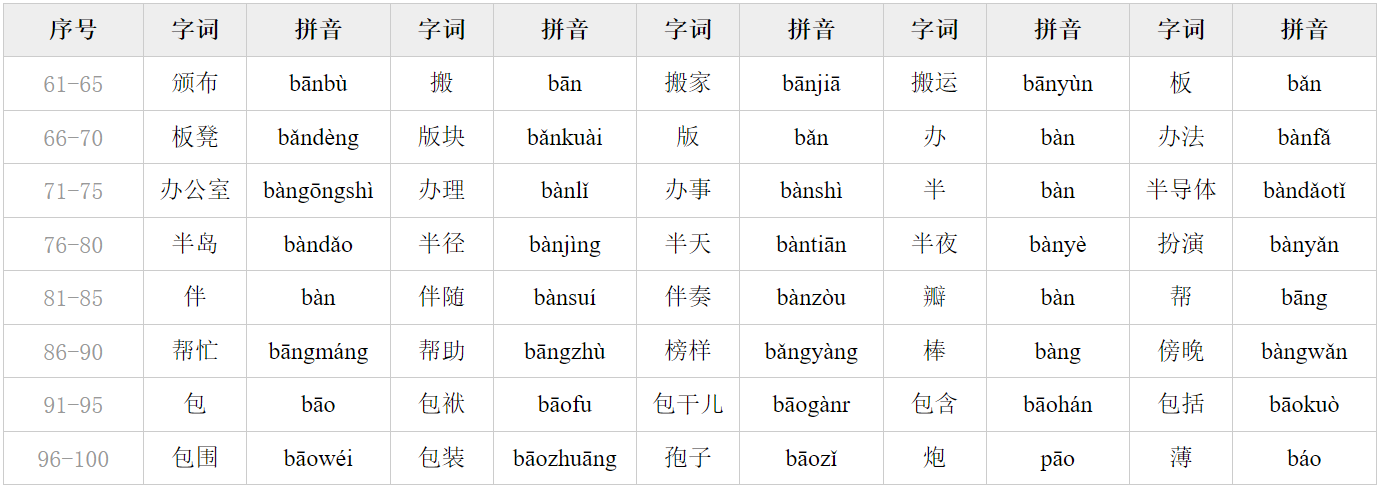 序号 字词 拼音 字词 拼音 字词 拼音 字词 拼音 字词 拼音
61-65 颁布 bānbù 搬 bān 搬家 bānjiā 搬运 bānyùn 板 bǎn
66-70 板凳 bǎndèng 版块 bǎnkuài 版 bǎn 办 bàn 办法 bànfǎ
71-75 办公室 bàngōngshì 办理 bànlǐ 办事 bànshì 半 bàn 半导体 bàndǎotǐ
76-80 半岛 bàndǎo 半径 bànjìng 半天 bàntiān 半夜 bànyè 扮演 bànyǎn
81-85 伴 bàn 伴随 bànsuí 伴奏 bànzòu 瓣 bàn 帮 bāng
86-90 帮忙 bāngmáng 帮助 bāngzhù 榜样 bǎngyàng 棒 bàng 傍晚 bàngwǎn
91-95 包 bāo 包袱 bāofu 包干儿 bāogànr 包含 bāohán 包括 bāokuò
96-100 包围 bāowéi 包装 bāozhuāng 孢子 bāozǐ 炮 pāo 薄 báo